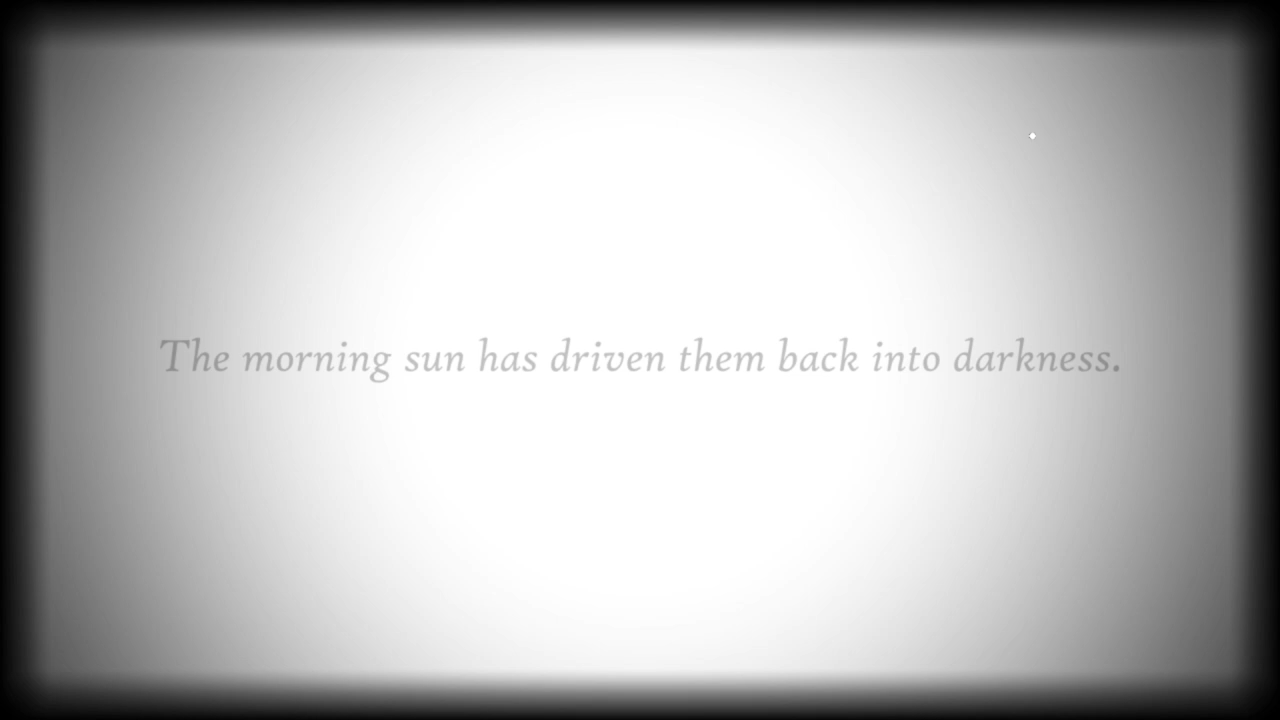 The morning sun has driven them back into darkness.